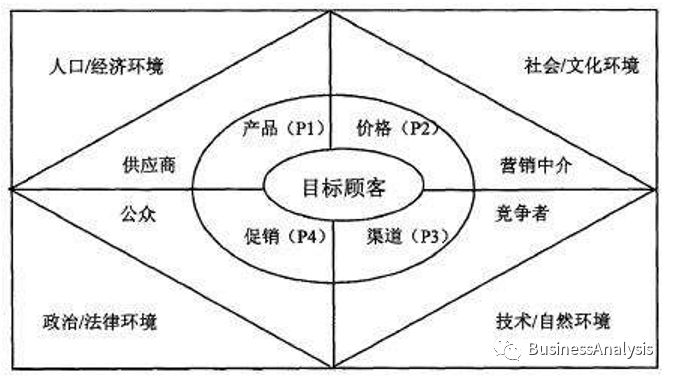 人口/经济环境
社会/文化环境
产品（P1）
价格（P2）
供应商
营销中介
目标顾客
公众
竞争者
促销（P4）
渠道（P3）
政治/法律环境
技术/自然环境
BusinessAnalysis